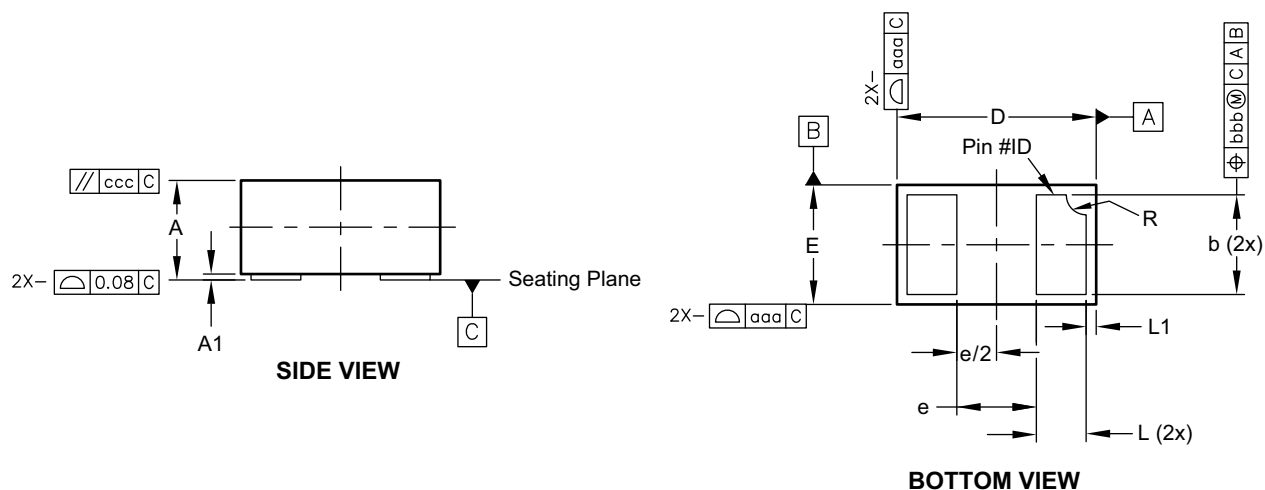 // ccc C
A
2X- ⌓ 0.08 C
A1
Seating Plane
C
SIDE VIEW
2X- ⌓ aaa C
D
A
B
Pin #ID
⌖ bbb Ⓜ C A B
E
R
b (2x)
2X- ⌓ aaa C
L1
e/2
e
L (2x)
BOTTOM VIEW